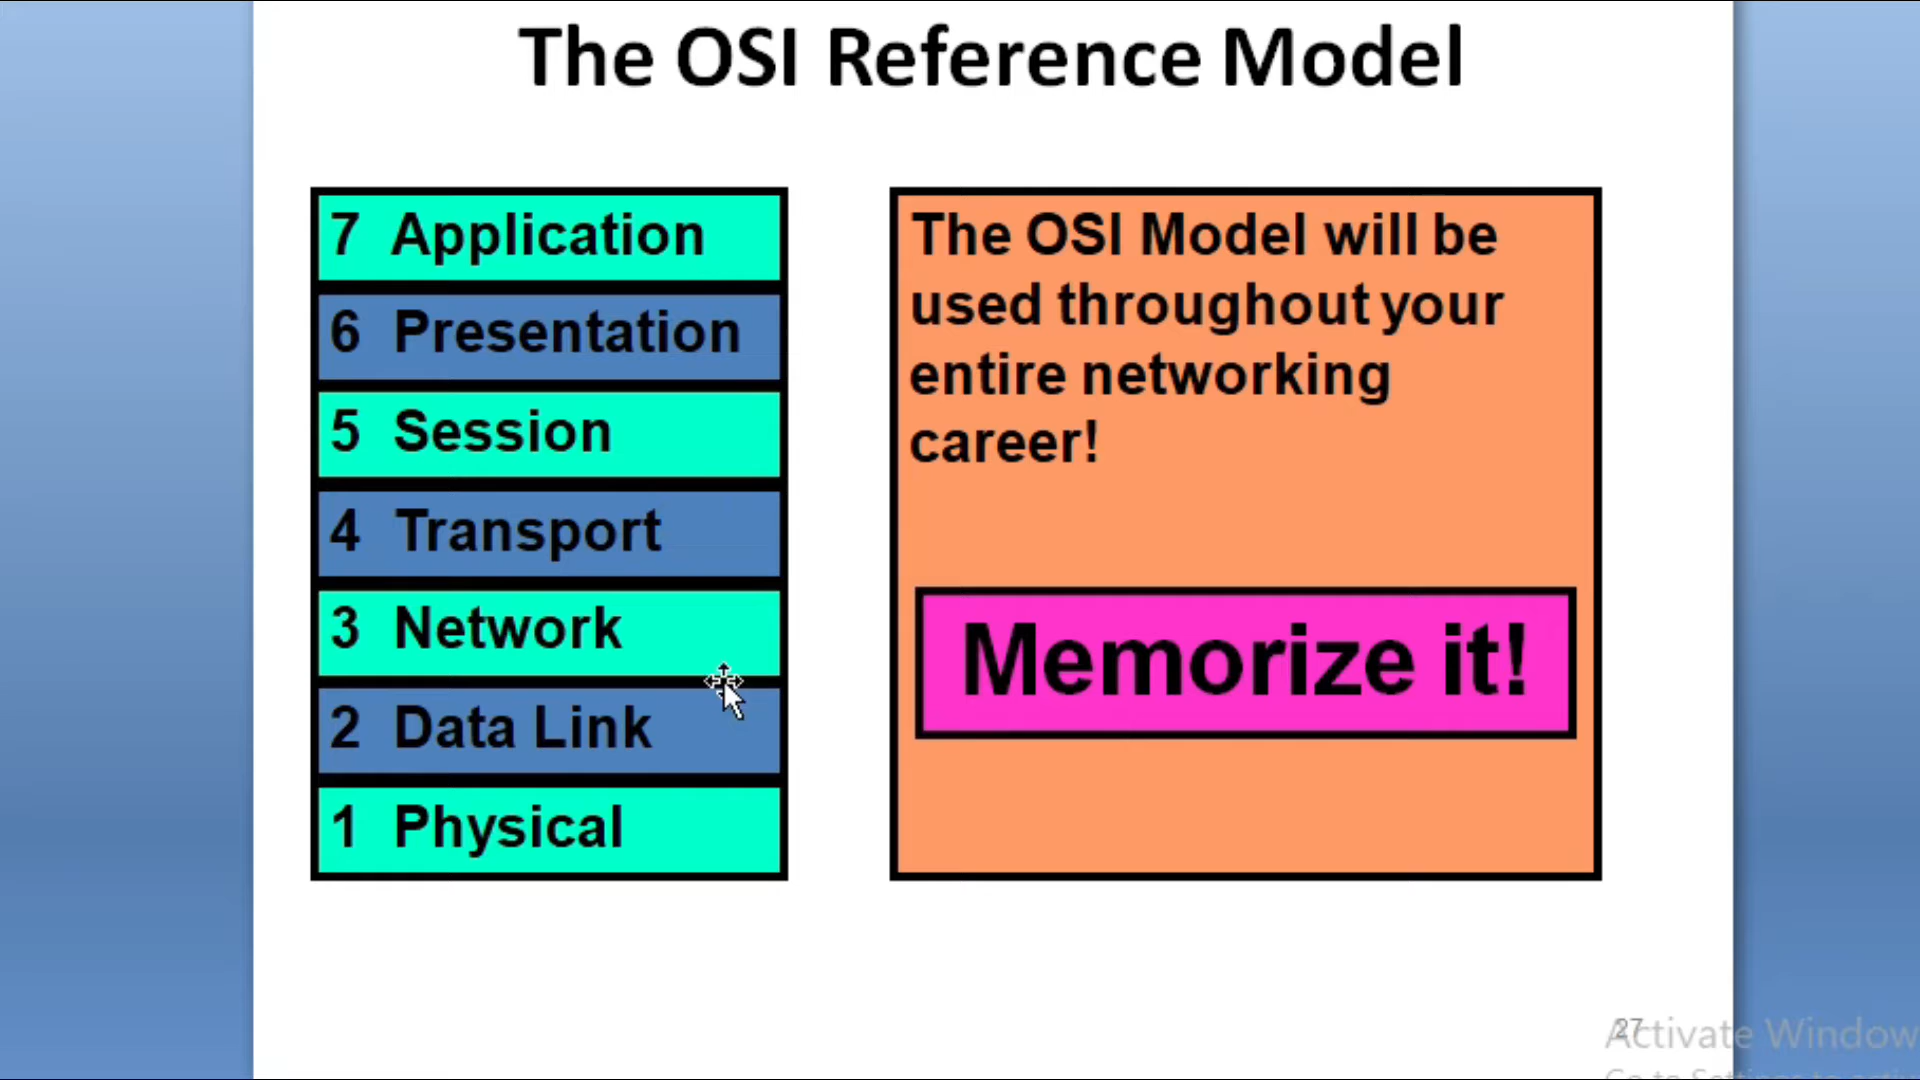 The OSI Reference Model
7 Application
6 Presentation
5 Session
4 Transport
3 Network
2 Data Link
1 Physical
The OSI Model will be
used throughout your
entire networking
career!
Memorize it!
27
Activate Window